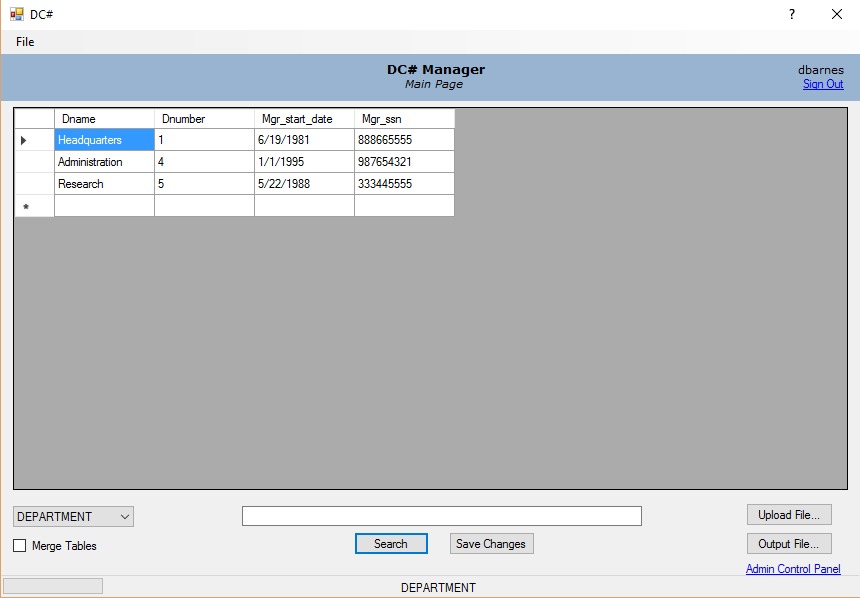 DC#
?
File
DC# Manager
dbarnes
Main Page
Sign Out
Dname Dnumber Mgr_start_date Mgr_ssn
Headquarters 1 6/19/1981 888665555
Administration 4 1/1/1995 987654321
Research 5 5/22/1988 333445555
*
DEPARTMENT
Upload File...
Merge Tables
Search
Save Changes
Output File...
Admin Control Panel
DEPARTMENT